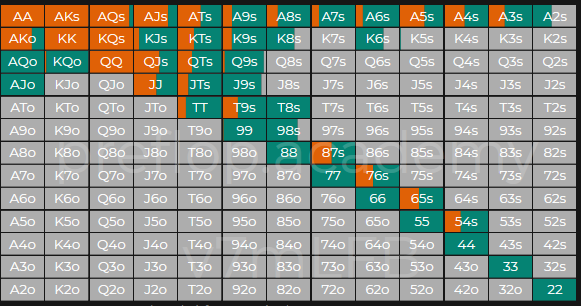 AA AKs AQs AJs ATs A9s A8s A7s A6s A5s A4s A3s A2s
AKo KK KQs KJs KTs K9s K8s K7s K6s K5s K4s K3s K2s
AQo KQo QQ QJs QTs Q9s Q8s Q7s Q6s Q5s Q4s Q3s Q2s
AJo KJo QJo JJ JTs J9s J8s J7s J6s J5s J4s J3s J2s
ATo KTo QTo JTo TT T9s T8s T7s T6s T5s T4s T3s T2s
A9o K9o Q9o J9o T9o 99 98s 97s 96s 95s 94s 93s 92s
A8o K8o Q8o J8o T8o 98o 88 87s 86s 85s 84s 83s 82s
A7o K7o Q7o J7o T7o 97o 87o 77 76s 75s 74s 73s 72s
A6o K6o Q6o J6o T6o 96o 86o 76o 66 65s 64s 63s 62s
A5o K5o Q5o J5o T5o 95o 85o 75o 65o 55 54s 53s 52s
A4o K4o Q4o J4o T4o 94o 84o 74o 64o 54o 44 43s 42s
A3o K3o Q3o J3o T3o 93o 83o 73o 63o 53o 43o 33 32s
A2o K2o Q2o J2o T2o 92o 82o 72o 62o 52o 42o 32o 22
preflop.academy